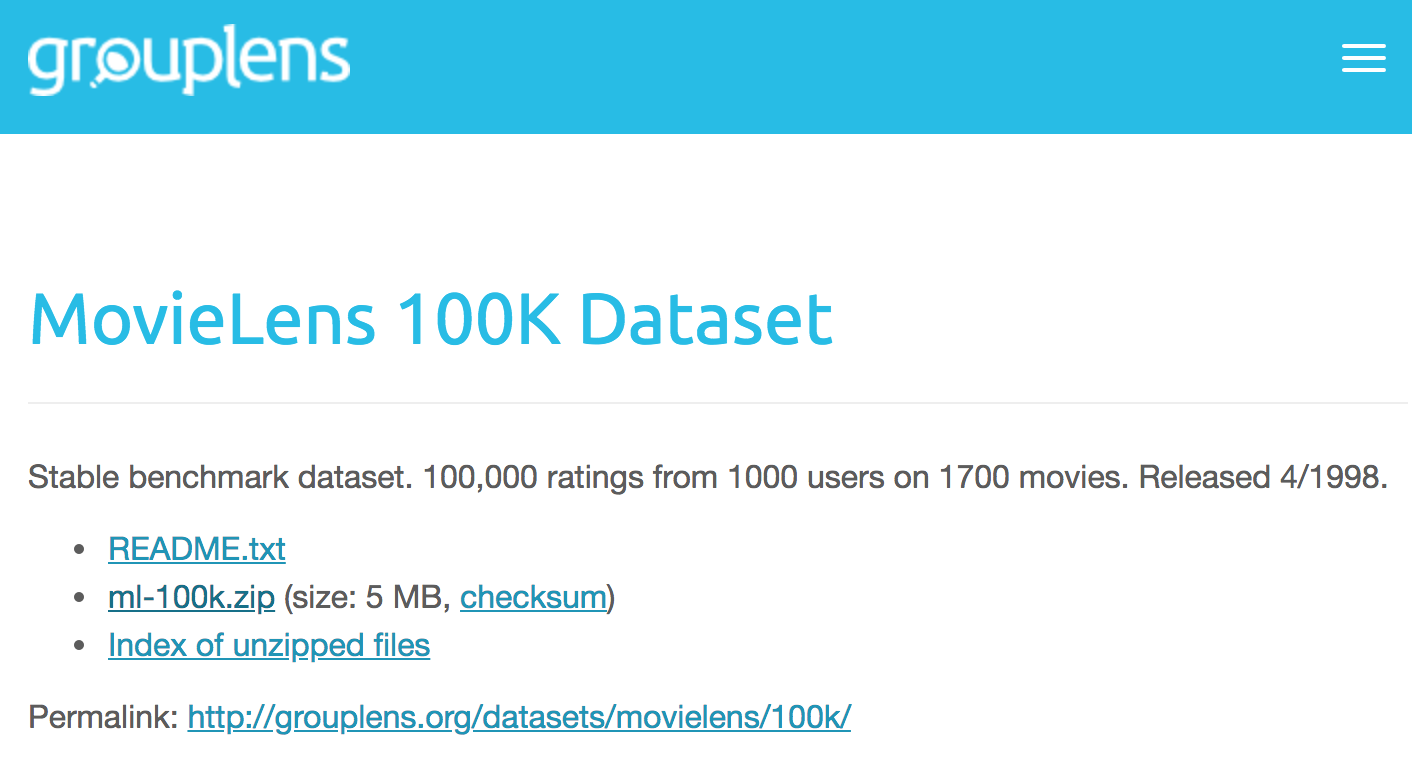 grouplens
MovieLens 100K Dataset
Stable benchmark dataset. 100,000 ratings from 1000 users on 1700 movies. Released 4/1998.
• README.txt
• ml-100k.zip (size: 5 MB, checksum)
• Index of unzipped files
Permalink: http://grouplens.org/datasets/movielens/100k/